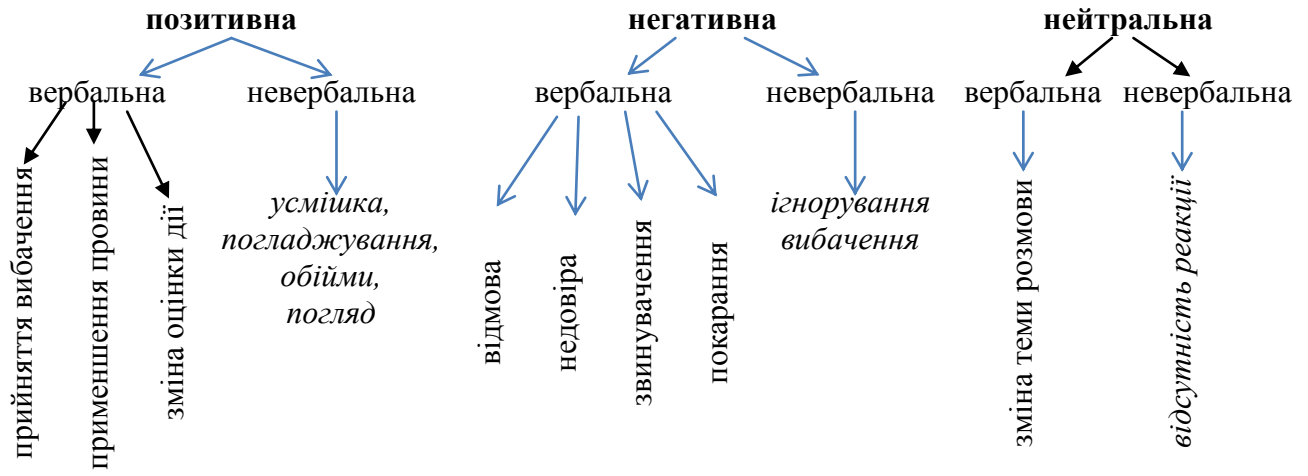 позитивна
негативна
нейтральна
вербальна
невербальна
вербальна
невербальна
вербальна
невербальна
прийняття вибачення
применшення провини
зміна оцінки дії
усмішка,
погладжування,
обійми,
погляд
відмова
недовіра
звинувачення
покарання
ігнорування
вибачення
зміна теми розмови
відсутність реакції